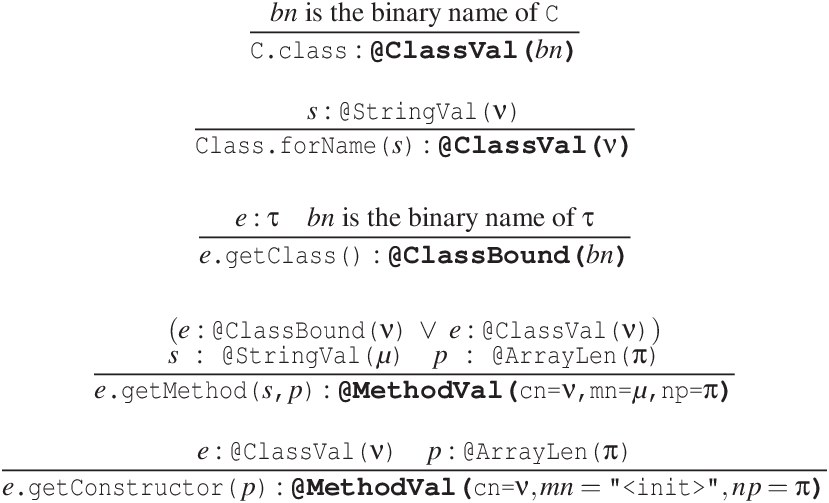 bn is the binary name of C
C.class : @ClassVal(bn)
s : @StringVal(ν)
Class.forName(s) : @ClassVal(ν)
e : τ bn is the binary name of τ
e.getClass() : @ClassBound(bn)
(e : @ClassBound(ν) ∨ e : @ClassVal(ν))
s : @StringVal(μ) p : @ArrayLen(π)
e.getMethod(s,p) : @MethodVal(cn=ν,mn=μ,np=π)
e : @ClassVal(ν) p : @ArrayLen(π)
e.getConstructor(p) : @MethodVal(cn=ν,mn = "<init>",np = π)